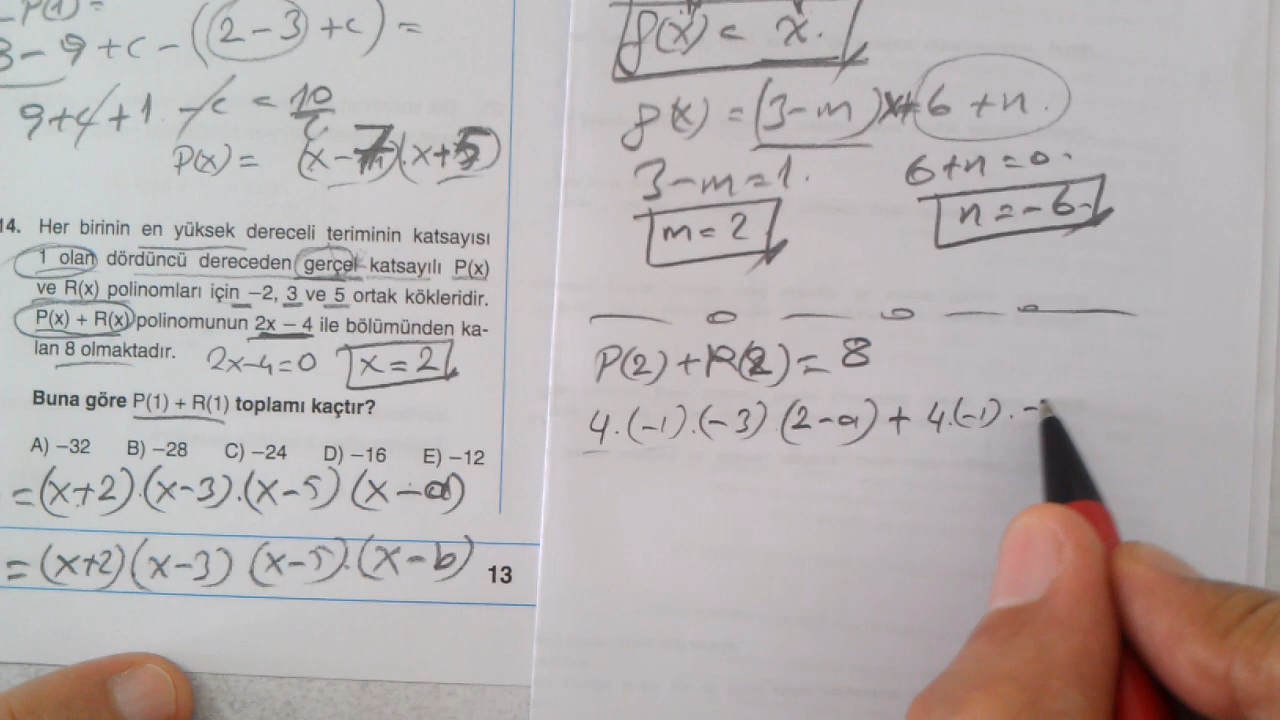 -P(1)=
3-9+c-(2-3+c)=
9+c+1-c = 10
P(x) = (x-7)(x+5)
14. Her birinin en yüksek dereceli teriminin katsayısı
1 olan dördüncü dereceden gerçel katsayılı P(x)
ve R(x) polinomları için −2, 3 ve 5 ortak kökleridir.
P(x) + R(x) polinomunun 2x − 4 ile bölümünden ka-
lan 8 olmaktadır.
2x-4=0 x=2
Buna göre P(1) + R(1) toplamı kaçtır?
A) −32 B) −28 C) −24 D) −16 E) −12
=(x+2).(x-3).(x-5)(x-a)
=(x+2)(x-3)(x-5).(x-b)
13
f(x) = x.
f(x) = (3-m)x+6+n.
3-m=1. 6+n=0.
m=2 n=-6
P(2)+R(2)=8
4.(-1).(-3).(2-a)+4.(-1).-